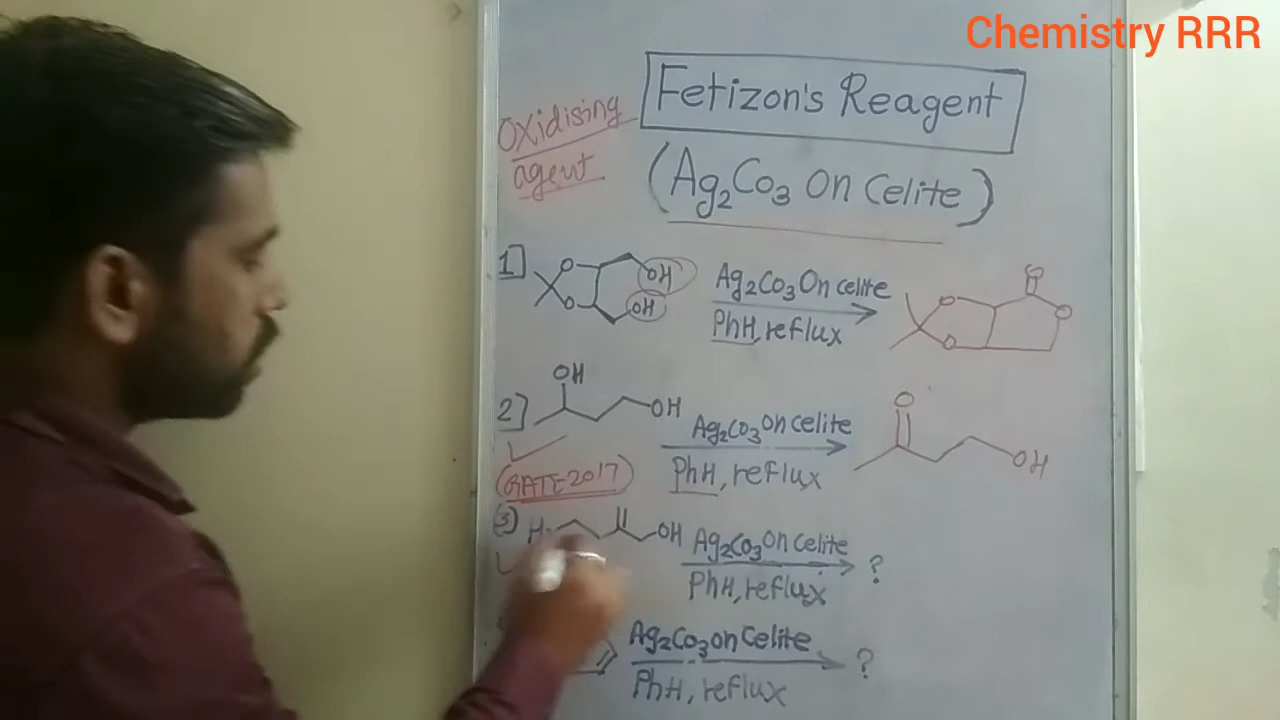 Chemistry RRR
Fetizon's Reagent
Oxidising
agent
(Ag2Co3 on Celite)
1]
O
O
OH
OH
Ag2Co3 On celite
PhH, reflux
O
O
O
O
2]
OH
OH
Ag2Co3 on celite
PhH, reflux
O
OH
(GATE-2017)
(3)
OH
Ag2Co3 on celite
PhH, reflux
?
Ag2Co3 on Celite
PhH, reflux
?